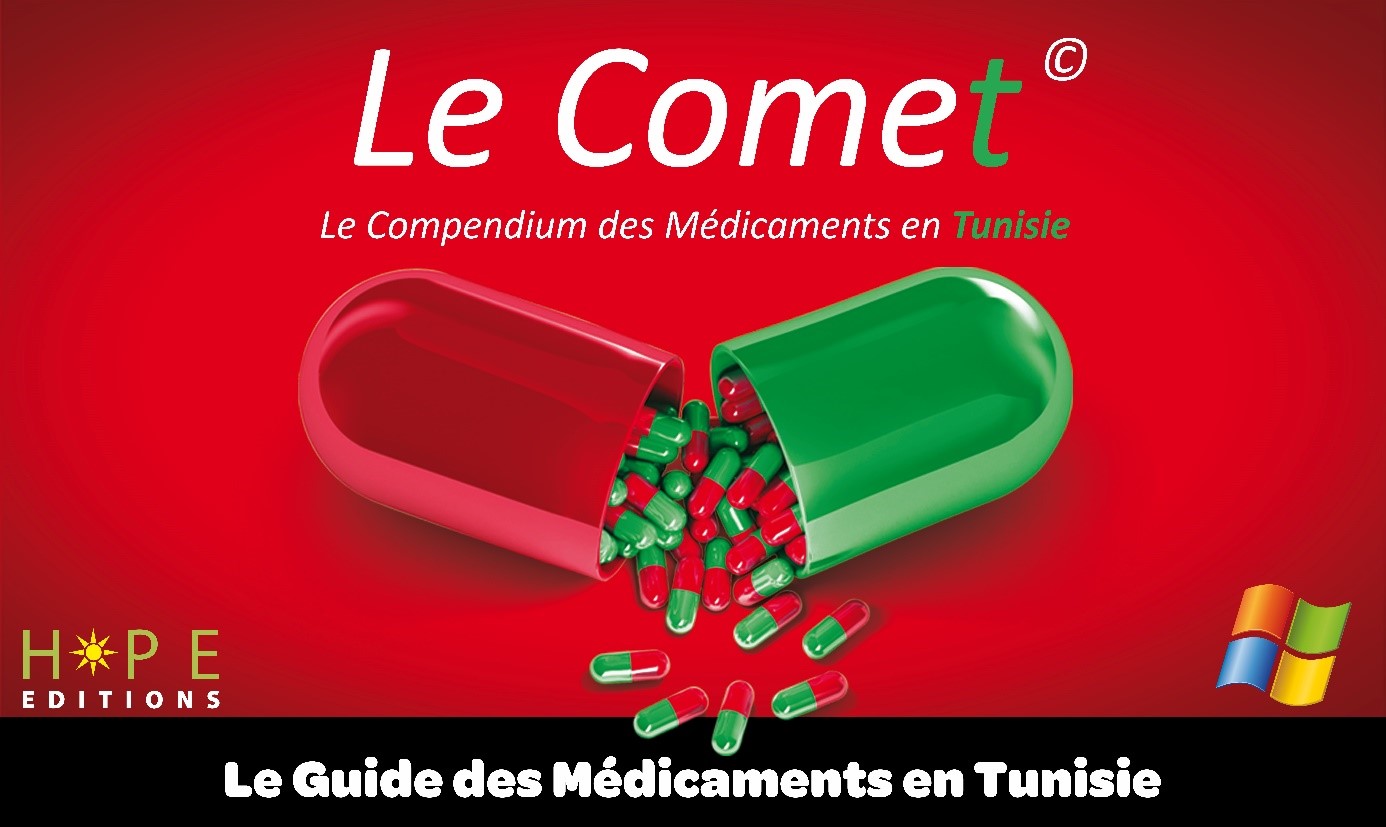 Le Comet ©
Le Compendium des Médicaments en Tunisie
HOPE
EDITIONS
Le Guide des Médicaments en Tunisie